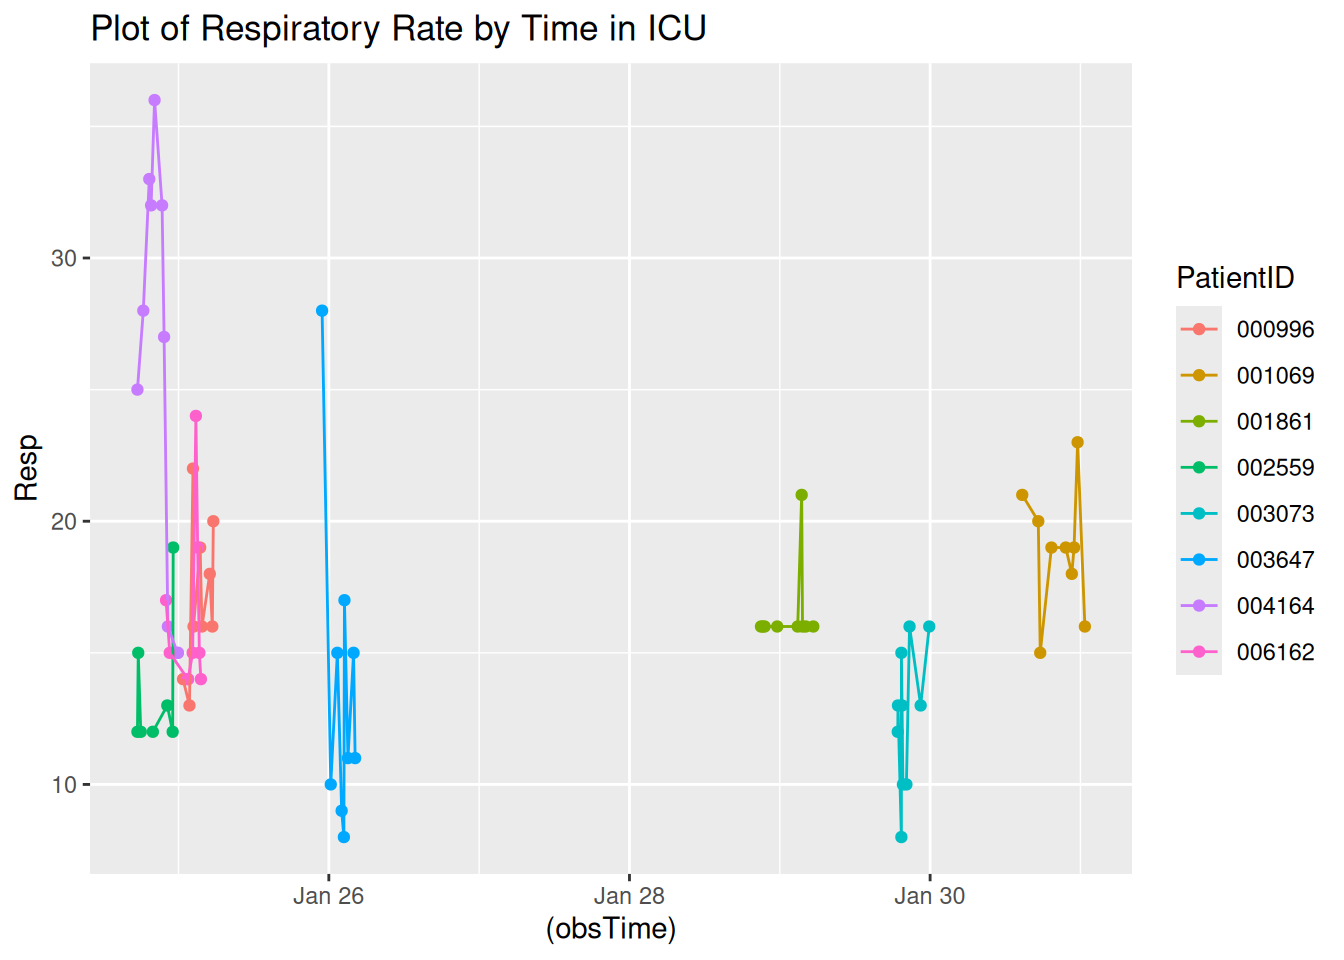 Plot of Respiratory Rate by Time in ICU
Resp
30
20
10
Jan 26
Jan 28
Jan 30
(obsTime)
PatientID
000996
001069
001861
002559
003073
003647
004164
006162